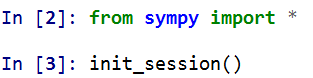 In [2]: from sympy import *
In [3]: init_session()